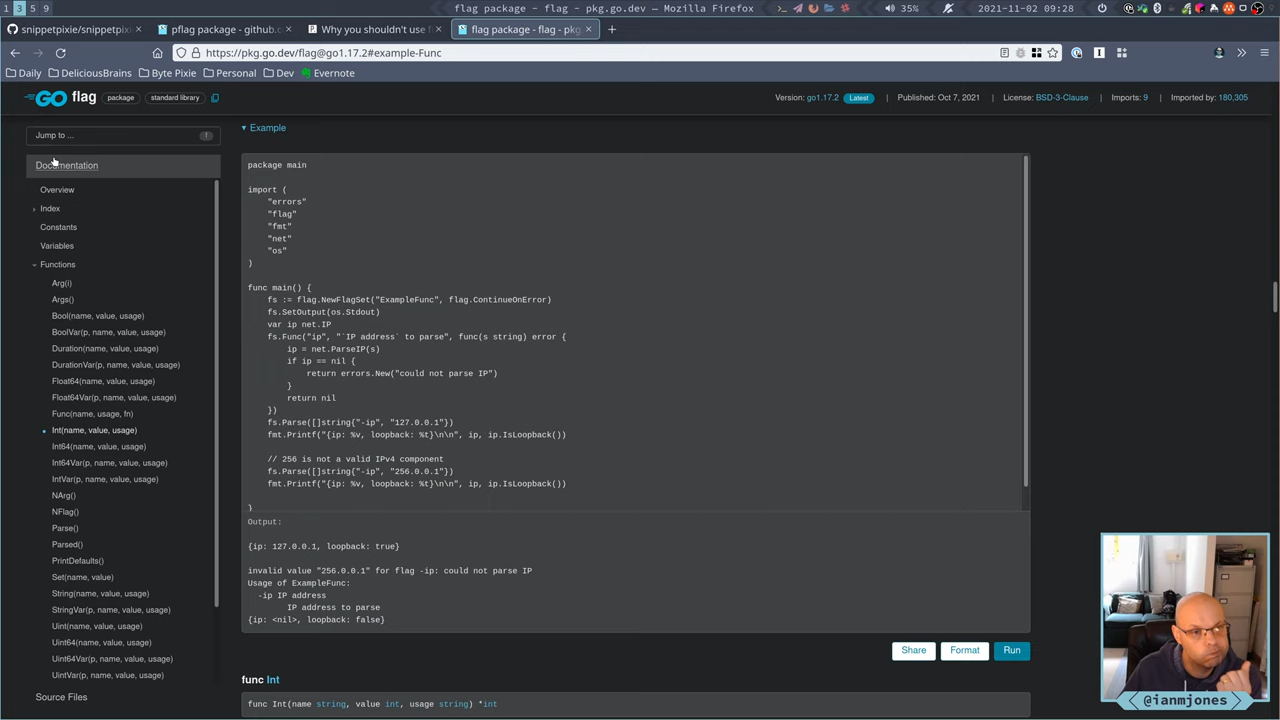 1 3 5 9
flag package - flag - pkg.go.dev — Mozilla Firefox
35%
2021-11-02 09:28
snippetpixie/snippetpixi
pflag package - github.c
Why you shouldn't use f
flag package - flag - pkg
https://pkg.go.dev/flag@go1.17.2#example-Func
Daily
DeliciousBrains
Byte Pixie
Personal
Dev
Evernote
GO flag
package
standard library
Version: go1.17.2 Latest
Published: Oct 7, 2021
License: BSD-3-Clause
Imports: 9
Imported by: 180,305
Jump to ...
Documentation
Overview
Index
Constants
Variables
Functions
Arg(i)
Args()
Bool(name, value, usage)
BoolVar(p, name, value, usage)
Duration(name, value, usage)
DurationVar(p, name, value, usage)
Float64(name, value, usage)
Float64Var(p, name, value, usage)
Func(name, usage, fn)
Int(name, value, usage)
Int64(name, value, usage)
Int64Var(p, name, value, usage)
IntVar(p, name, value, usage)
NArg()
NFlag()
Parse()
Parsed()
PrintDefaults()
Set(name, value)
String(name, value, usage)
StringVar(p, name, value, usage)
Uint(name, value, usage)
Uint64(name, value, usage)
Uint64Var(p, name, value, usage)
UintVar(p, name, value, usage)
Source Files
Example
package main
import (
"errors"
"flag"
"fmt"
"net"
"os"
)
func main() {
fs := flag.NewFlagSet("ExampleFunc", flag.ContinueOnError)
fs.SetOutput(os.Stdout)
var ip net.IP
fs.Func("ip", "`IP address` to parse", func(s string) error {
ip = net.ParseIP(s)
if ip == nil {
return errors.New("could not parse IP")
}
return nil
})
fs.Parse([]string{"-ip", "127.0.0.1"})
fmt.Printf("{ip: %v, loopback: %t}\n\n", ip, ip.IsLoopback())
// 256 is not a valid IPv4 component
fs.Parse([]string{"-ip", "256.0.0.1"})
fmt.Printf("{ip: %v, loopback: %t}\n\n", ip, ip.IsLoopback())
}
Output:
{ip: 127.0.0.1, loopback: true}
invalid value "256.0.0.1" for flag -ip: could not parse IP
Usage of ExampleFunc:
-ip IP address
IP address to parse
{ip: <nil>, loopback: false}
Share
Format
Run
func Int
func Int(name string, value int, usage string) *int
@ianmjones